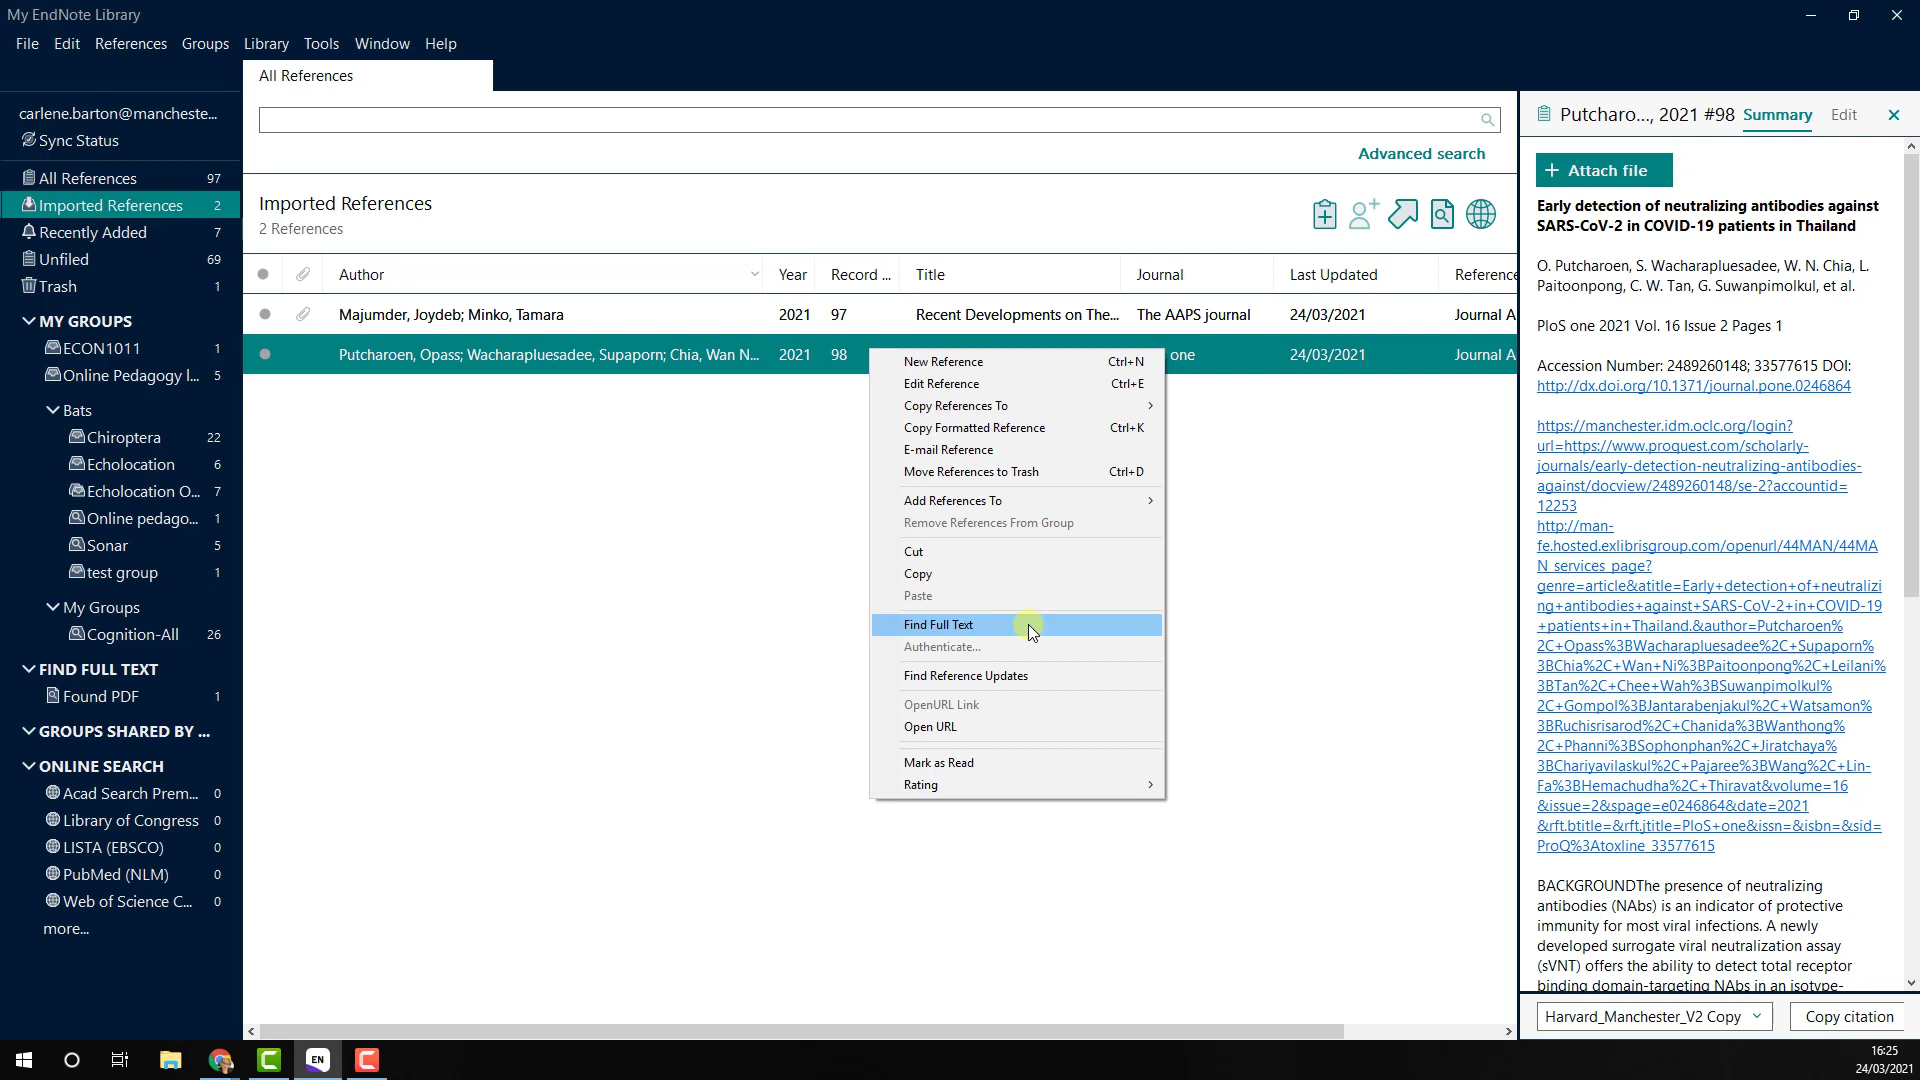 My EndNote Library
File Edit References Groups Library Tools Window Help
All References
carlene.barton@mancheste...
Sync Status
All References 97
Imported References 2
Recently Added 7
Unfiled 69
Trash 1
MY GROUPS
ECON1011 1
Online Pedagogy l... 5
Bats
Chiroptera 22
Echolocation 6
Echolocation O... 7
Online pedago... 1
Sonar 5
test group 1
My Groups
Cognition-All 26
FIND FULL TEXT
Found PDF 1
GROUPS SHARED BY ...
ONLINE SEARCH
Acad Search Prem... 0
Library of Congress 0
LISTA (EBSCO) 0
PubMed (NLM) 0
Web of Science C... 0
more...
Advanced search
Imported References
2 References
Author Year Record ... Title Journal Last Updated Reference
Majumder, Joydeb; Minko, Tamara 2021 97 Recent Developments on The... The AAPS journal 24/03/2021 Journal A
Putcharoen, Opass; Wacharapluesadee, Supaporn; Chia, Wan N... 2021 98 one 24/03/2021 Journal A
New Reference Ctrl+N
Edit Reference Ctrl+E
Copy References To
Copy Formatted Reference Ctrl+K
E-mail Reference
Move References to Trash Ctrl+D
Add References To
Remove References From Group
Cut
Copy
Paste
Find Full Text
Authenticate...
Find Reference Updates
OpenURL Link
Open URL
Mark as Read
Rating
Putcharo..., 2021 #98 Summary Edit
+ Attach file
Early detection of neutralizing antibodies against
SARS-CoV-2 in COVID-19 patients in Thailand
O. Putcharoen, S. Wacharapluesadee, W. N. Chia, L.
Paitoonpong, C. W. Tan, G. Suwanpimolkul, et al.
PloS one 2021 Vol. 16 Issue 2 Pages 1
Accession Number: 2489260148; 33577615 DOI:
http://dx.doi.org/10.1371/journal.pone.0246864
https://manchester.idm.oclc.org/login?
url=https://www.proquest.com/scholarly-
journals/early-detection-neutralizing-antibodies-
against/docview/2489260148/se-2?accountid=
12253
http://man-
fe.hosted.exlibrisgroup.com/openurl/44MAN/44MA
N_services_page?
genre=article&atitle=Early+detection+of+neutralizi
ng+antibodies+against+SARS-CoV-2+in+COVID-19
+patients+in+Thailand.&author=Putcharoen%
2C+Opass%3BWacharapluesadee%2C+Supaporn%
3BChia%2C+Wan+Ni%3BPaitoonpong%2C+Leilani%
3BTan%2C+Chee+Wah%3BSuwanpimolkul%
2C+Gompol%3BJantarabenjakul%2C+Watsamon%
3BRuchisrisarod%2C+Chanida%3BWanthong%
2C+Phanni%3BSophonphan%2C+Jiratchaya%
3BChariyavilaskul%2C+Pajaree%3BWang%2C+Lin-
Fa%3BHemachudha%2C+Thiravat&volume=16
&issue=2&spage=e0246864&date=2021
&rft.btitle=&rft.jtitle=PloS+one&issn=&isbn=&sid=
ProQ%3Atoxline_33577615
BACKGROUNDThe presence of neutralizing
antibodies (NAbs) is an indicator of protective
immunity for most viral infections. A newly
developed surrogate viral neutralization assay
(sVNT) offers the ability to detect total receptor
binding domain-targeting NAbs in an isotype-
Harvard_Manchester_V2 Copy Copy citation
EN
16:25
24/03/2021